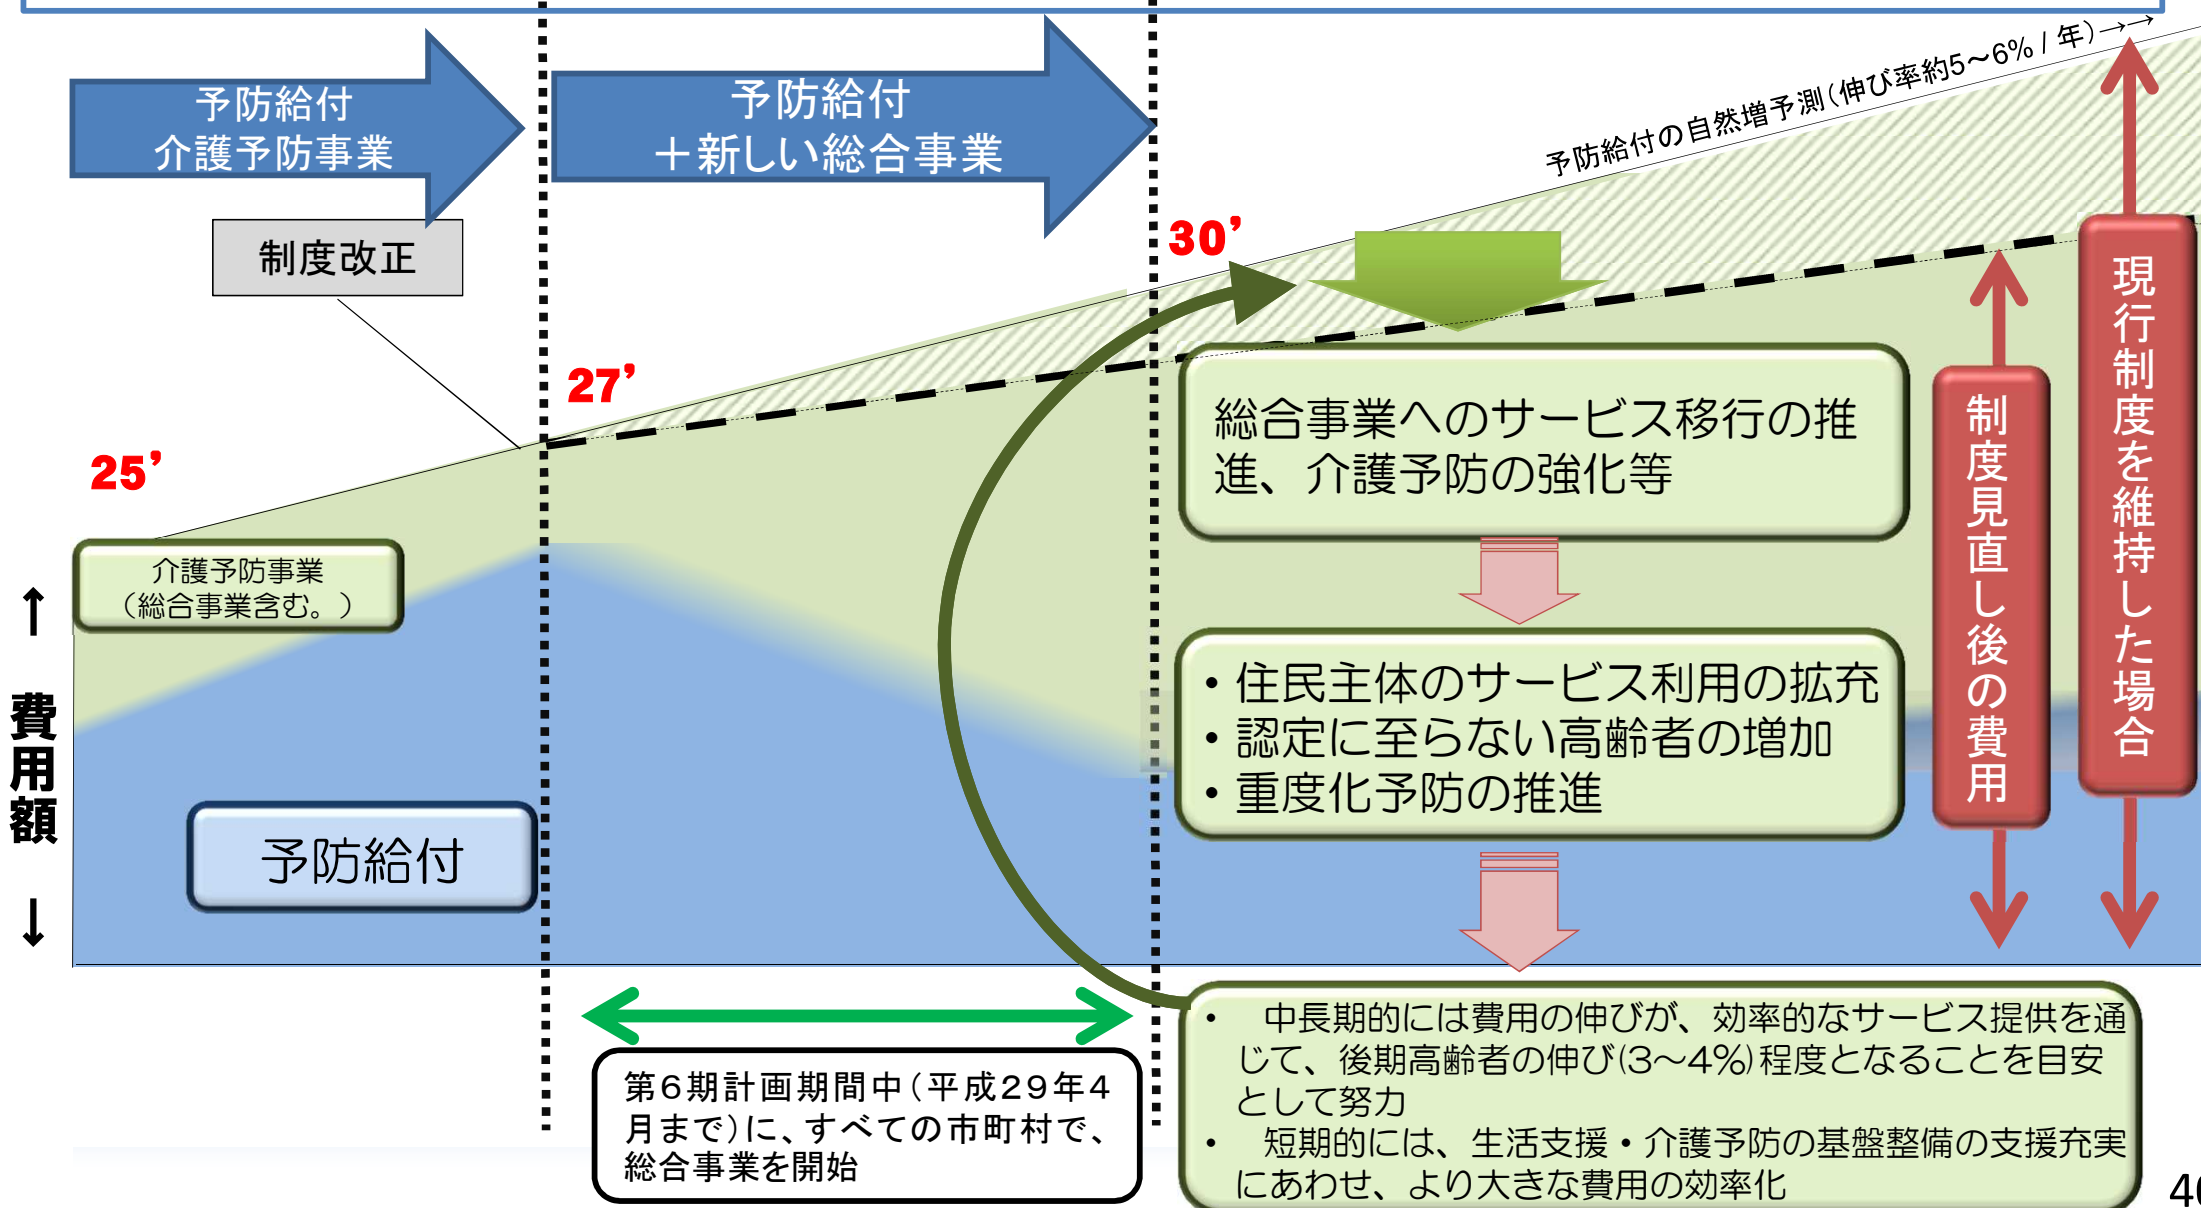 予防給付の自然増予測（伸び率約5～6% / 年）→→
予防給付
介護予防事業
予防給付
＋新しい総合事業
制度改正
30’
27’
25’
介護予防事業
（総合事業含む。）
↑
費用額
↓
予防給付
総合事業へのサービス移行の推
進、介護予防の強化等
・住民主体のサービス利用の拡充
・認定に至らない高齢者の増加
・重度化予防の推進
制度見直し後の費用
現行制度を維持した場合
第６期計画期間中（平成２９年４
月まで）に、すべての市町村で、
総合事業を開始
・ 中長期的には費用の伸びが、効率的なサービス提供を通
じて、後期高齢者の伸び(3～4%)程度となることを目安
として努力
・ 短期的には、生活支援・介護予防の基盤整備の支援充実
にあわせ、より大きな費用の効率化